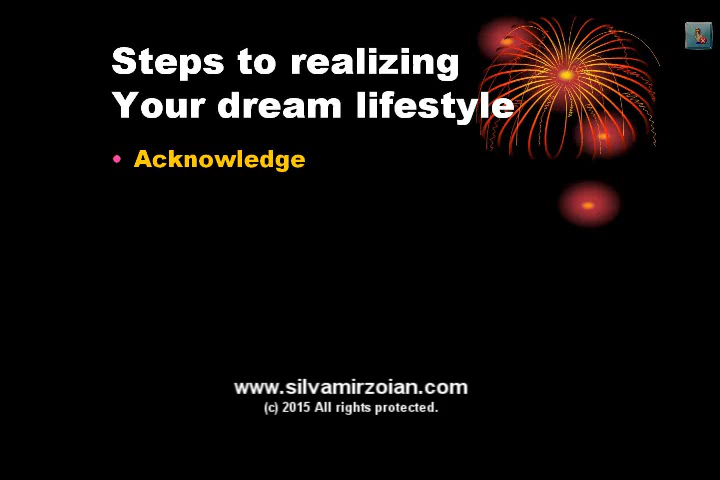 Steps to realizing
Your dream lifestyle
• Acknowledge
www.silvamirzoian.com
(c) 2015 All rights protected.